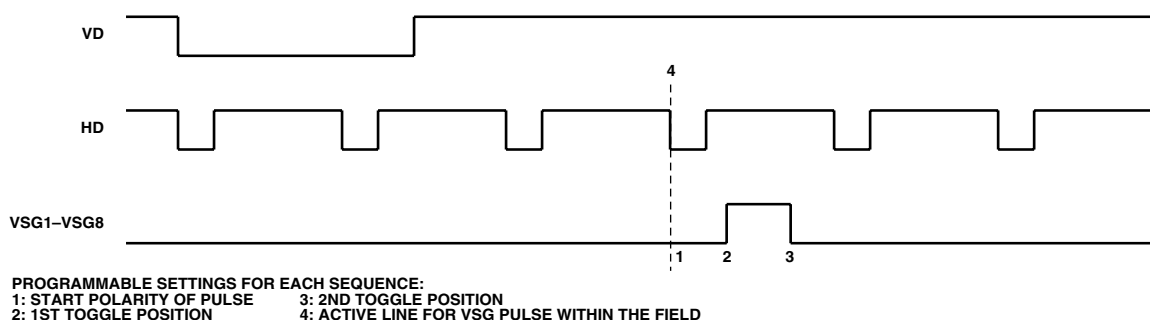 VD
4
HD
VSG1–VSG8
1 2 3
PROGRAMMABLE SETTINGS FOR EACH SEQUENCE:
1: START POLARITY OF PULSE 3: 2ND TOGGLE POSITION
2: 1ST TOGGLE POSITION 4: ACTIVE LINE FOR VSG PULSE WITHIN THE FIELD